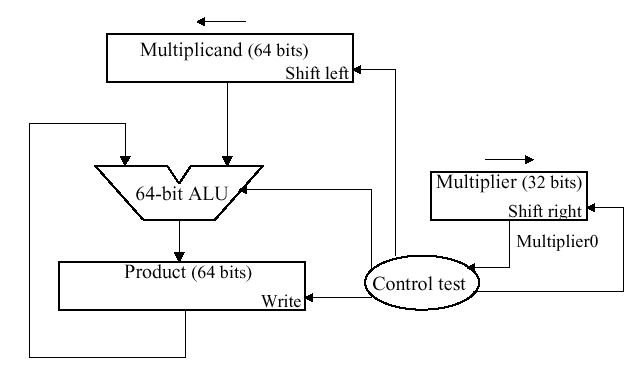 Multiplicand (64 bits)
Shift left
64-bit ALU
Multiplier (32 bits)
Shift right
Multiplier0
Product (64 bits)
Write
Control test